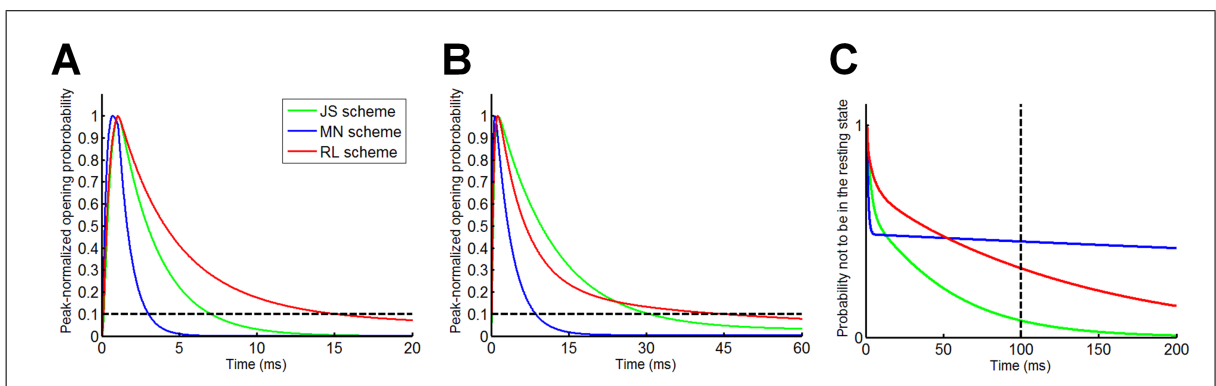 A
B
C
Peak-normalized opening probobability
1
0.9
0.8
0.7
0.6
0.5
0.4
0.3
0.2
0.1
0
0 5 10 15 20
Time (ms)
JS scheme
MN scheme
RL scheme
Peak-normalized opening probobability
1
0.9
0.8
0.7
0.6
0.5
0.4
0.3
0.2
0.1
0
0 15 30 45 60
Time (ms)
Probability not to be in the resting state
1
0
0 50 100 150 200
Time (ms)